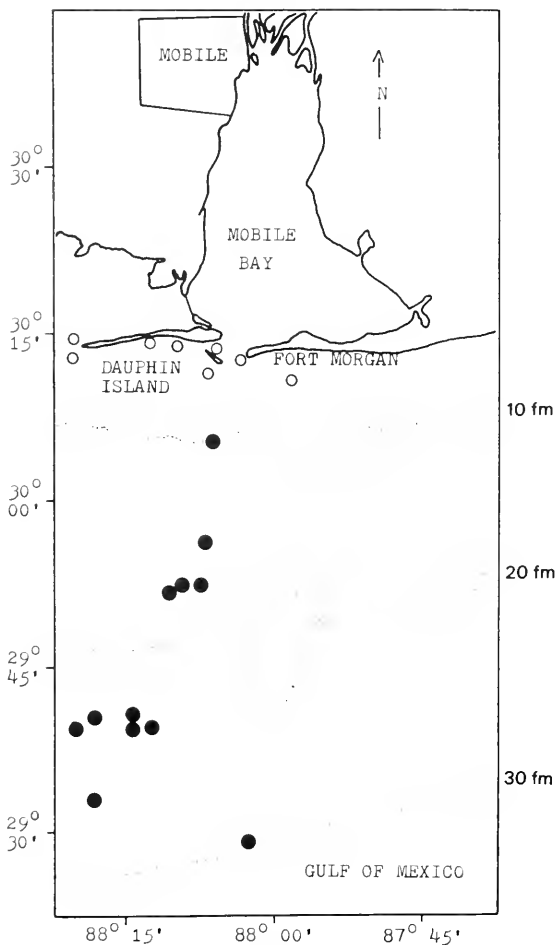 MOBILE
N
30°
30'
MOBILE
BAY
30°
15'
DAUPHIN
ISLAND
FORT MORGAN
10 fm
30°
00'
20 fm
29°
45'
30 fm
29°
30'
GULF OF MEXICO
88° 15'
88° 00'
87° 45'